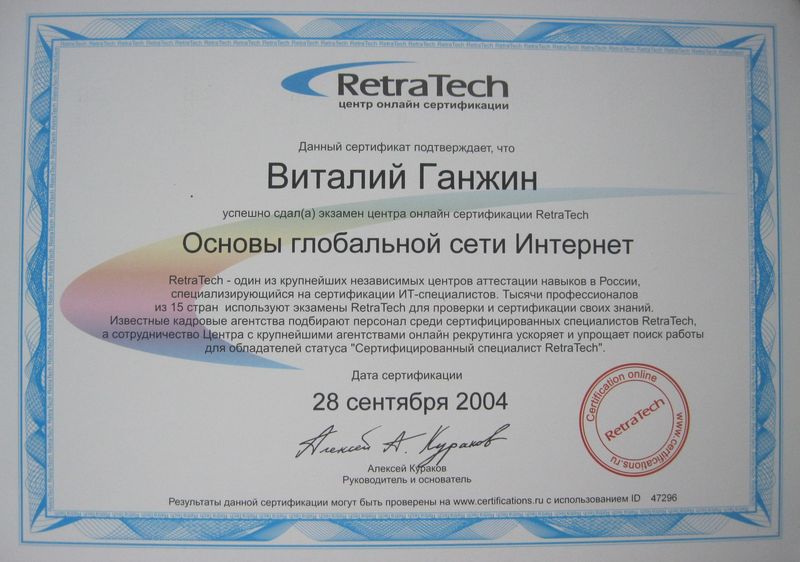 RetraTech
центр онлайн сертификации
Данный сертификат подтверждает, что
Виталий Ганжин
успешно сдал(а) экзамен центра онлайн сертификации RetraTech
Основы глобальной сети Интернет
RetraTech - один из крупнейших независимых центров аттестации навыков в России,
специализирующийся на сертификации ИТ-специалистов. Тысячи профессионалов
из 15 стран используют экзамены RetraTech для проверки и сертификации своих знаний.
Известные кадровые агентства подбирают персонал среди сертифицированных специалистов RetraTech,
а сотрудничество Центра с крупнейшими агентствами онлайн рекрутинга ускоряет и упрощает поиск работы
для обладателей статуса "Сертифицированный специалист RetraTech".
Дата сертификации
28 сентября 2004
Алексей А. Кураков
Алексей Кураков
Руководитель и основатель
Certification online
RetraTech
www.certifications.ru
Результаты данной сертификации могут быть проверены на www.certifications.ru с использованием ID 47296